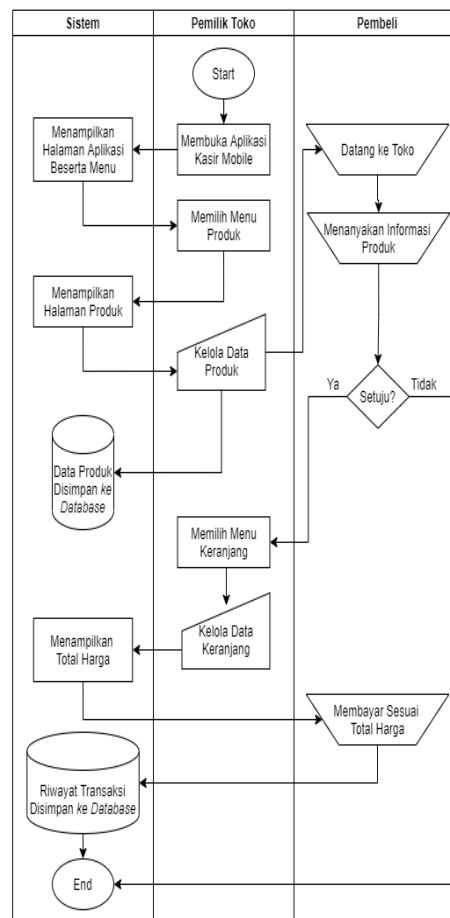 Sistem
Pemilik Toko
Pembeli
Start
Menampilkan
Halaman Aplikasi
Beserta Menu
Membuka Aplikasi
Kasir Mobile
Datang ke Toko
Memilih Menu
Produk
Menanyakan Informasi
Produk
Menampilkan
Halaman Produk
Kelola Data
Produk
Ya
Setuju?
Tidak
Data Produk
Disimpan ke
Database
Memilih Menu
Keranjang
Kelola Data
Keranjang
Menampilkan
Total Harga
Membayar Sesuai
Total Harga
Riwayat Transaksi
Disimpan ke Database
End